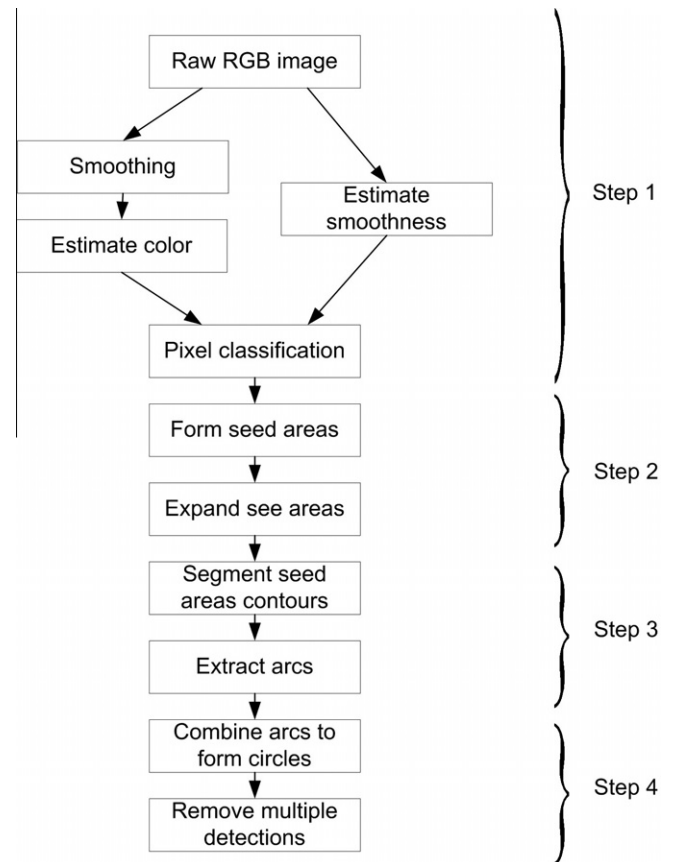 Raw RGB image
Smoothing
Estimate
smoothness
Step 1
Estimate color
Pixel classification
Form seed areas
Step 2
Expand see areas
Segment seed
areas contours
Step 3
Extract arcs
Combine arcs to
form circles
Step 4
Remove multiple
detections